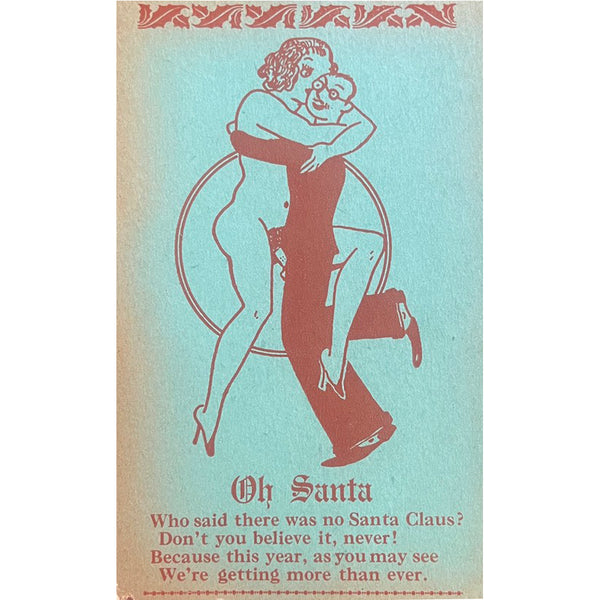 Oh Santa
Who said there was no Santa Claus?
Don't you believe it, never!
Because this year, as you may see
We're getting more than ever.